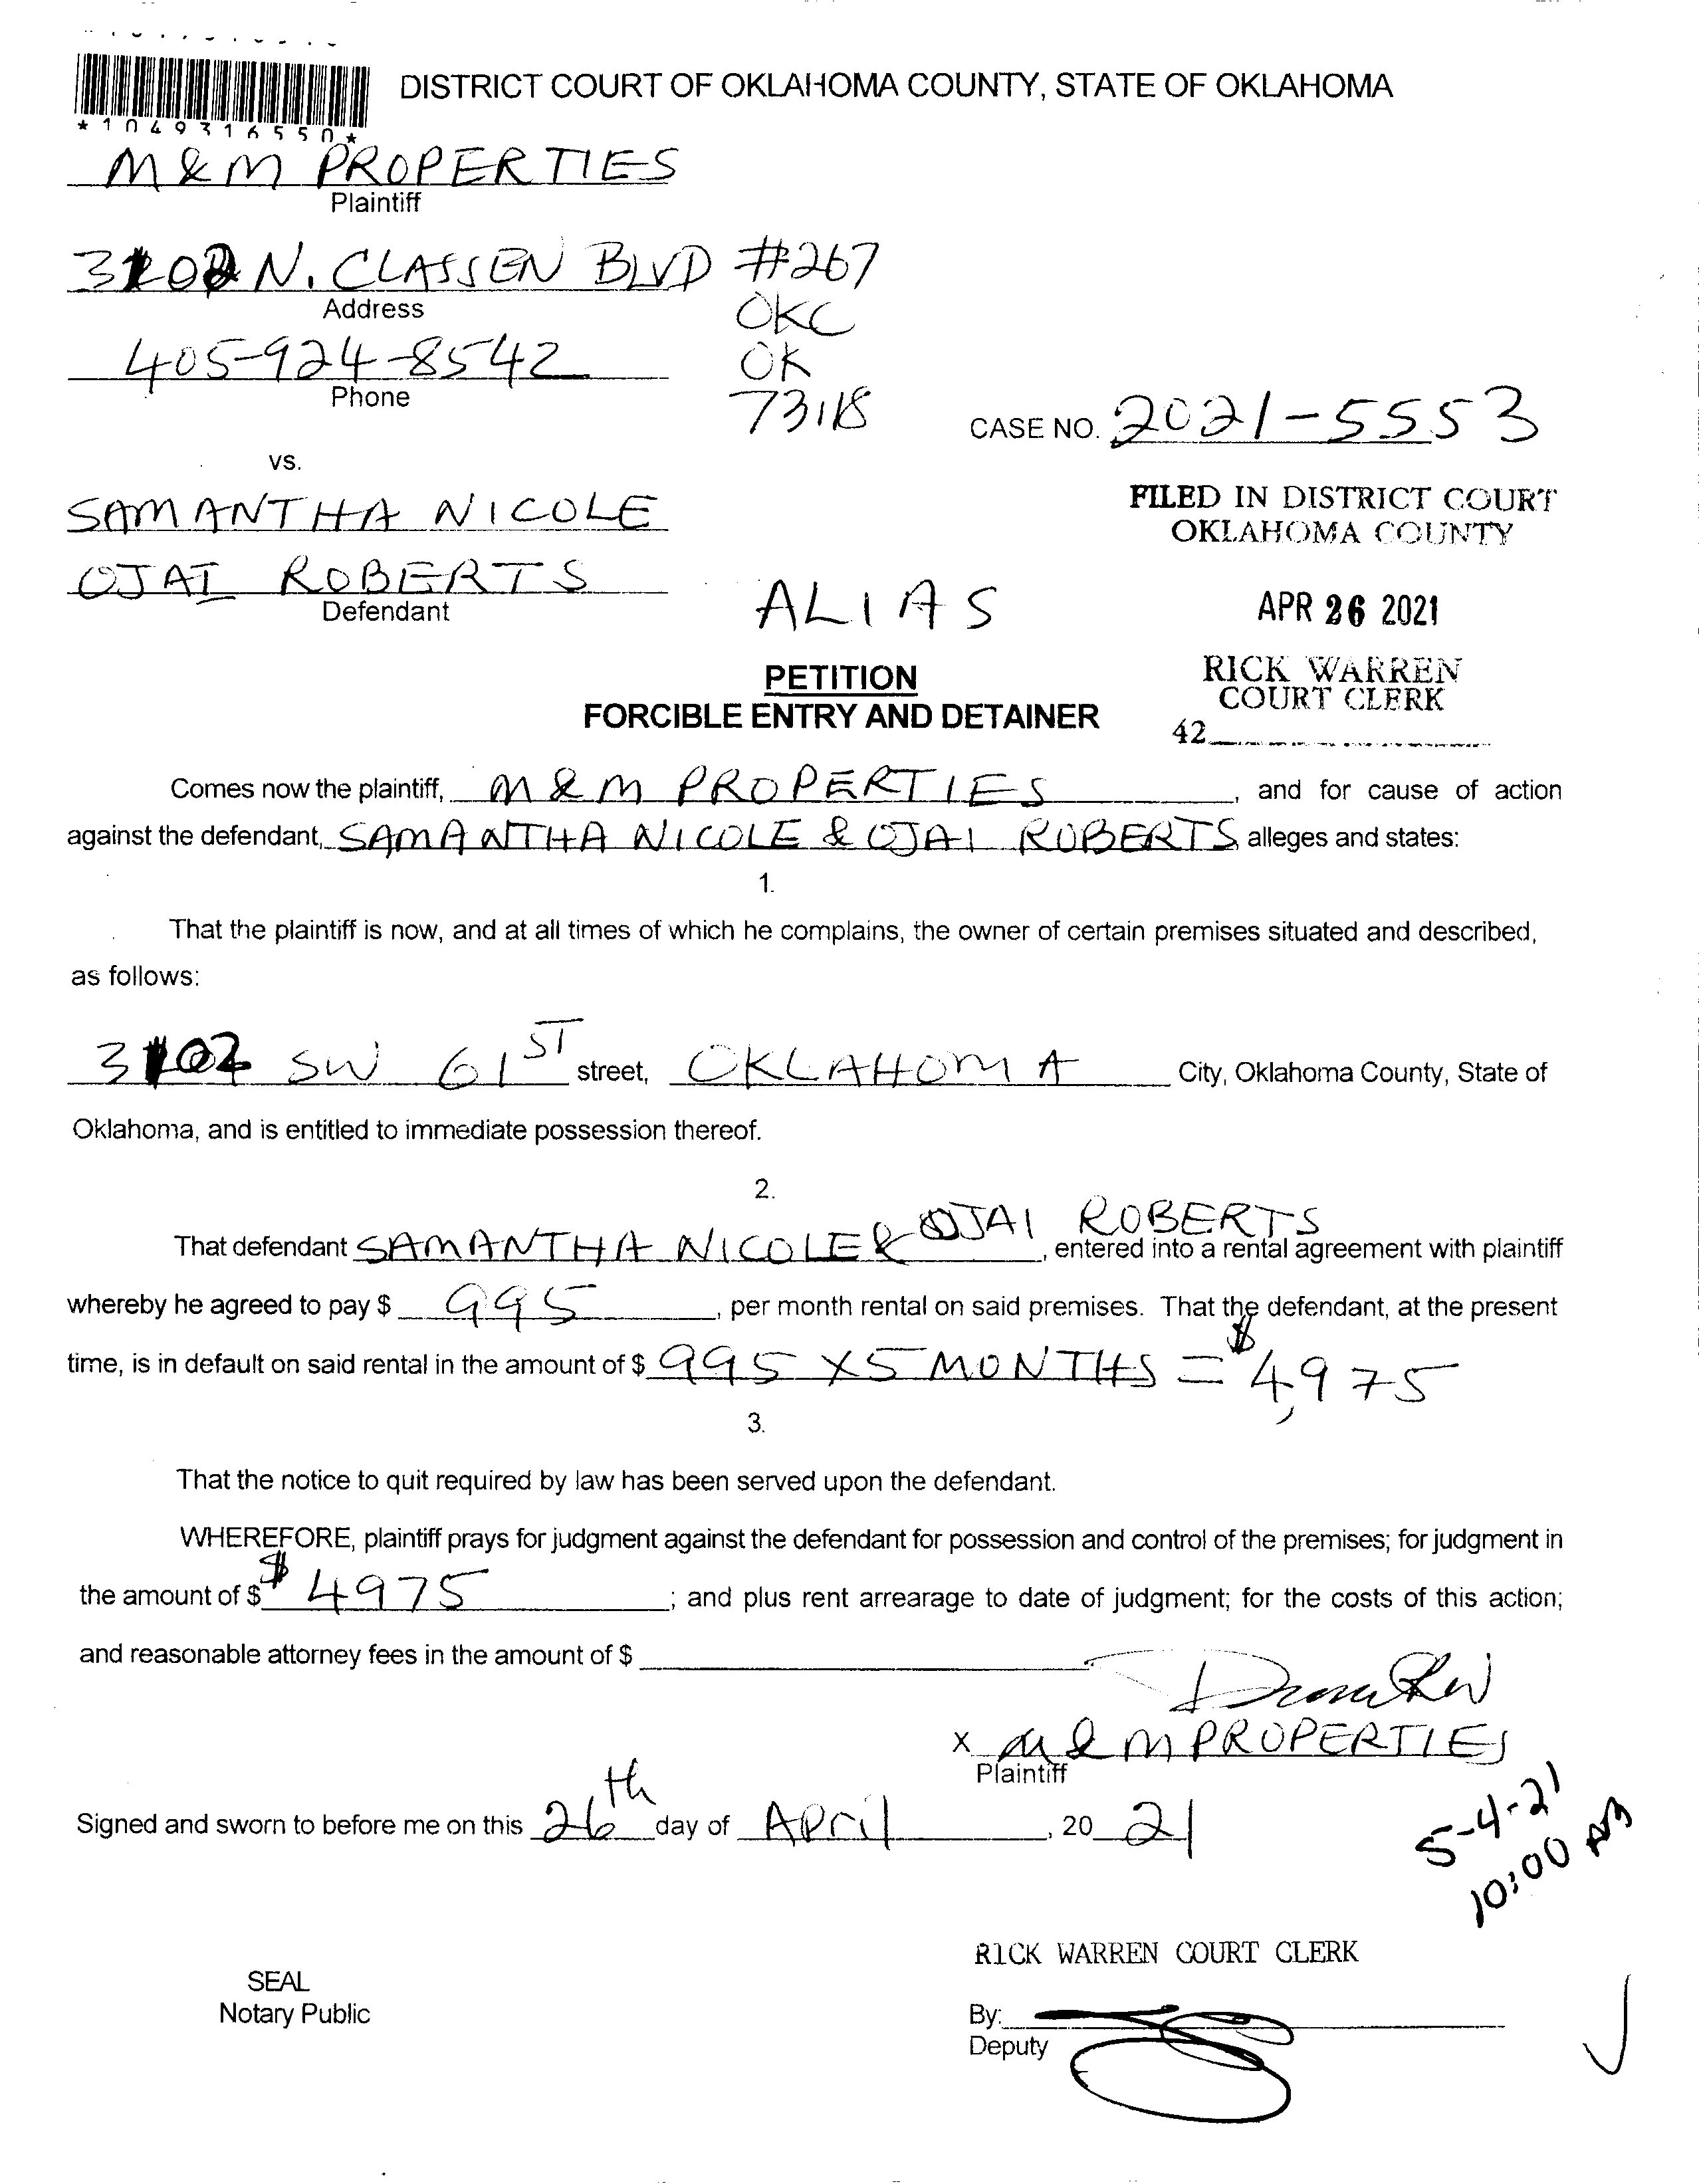 DISTRICT COURT OF OKLAHOMA COUNTY, STATE OF OKLAHOMA
*1049316550*
M & M PROPERTIES
Plaintiff
3102 N. CLASSEN BLVD #267
Address
OKC
405-924-8542 OK
Phone
73118
CASE NO. 2021-5553
vs.
SAMANTHA NICOLE
FILED IN DISTRICT COURT
OKLAHOMA COUNTY
OJAI ROBERTS
Defendant
ALIAS
APR 26 2021
PETITION
FORCIBLE ENTRY AND DETAINER
RICK WARREN
COURT CLERK
42
Comes now the plaintiff, M & M PROPERTIES, and for cause of action
against the defendant, SAMANTHA NICOLE & OJAI ROBERTS alleges and states:
1.
That the plaintiff is now, and at all times of which he complains, the owner of certain premises situated and described,
as follows:
3102 SW 61ST street, OKLAHOMA City, Oklahoma County, State of
Oklahoma, and is entitled to immediate possession thereof.
2.
That defendant SAMANTHA NICOLE & OJAI ROBERTS, entered into a rental agreement with plaintiff
whereby he agreed to pay $ 995, per month rental on said premises. That the defendant, at the present
time, is in default on said rental in the amount of $ 995 X 5 MONTHS = $4,975
3.
That the notice to quit required by law has been served upon the defendant.
WHEREFORE, plaintiff prays for judgment against the defendant for possession and control of the premises; for judgment in
the amount of $ $ 4975; and plus rent arrearage to date of judgment; for the costs of this action;
and reasonable attorney fees in the amount of $
X M & M PROPERTIES
Plaintiff
Signed and sworn to before me on this 26th day of April, 20 21
5-4-21
10:00 AM
RICK WARREN COURT CLERK
SEAL
Notary Public
By:
Deputy